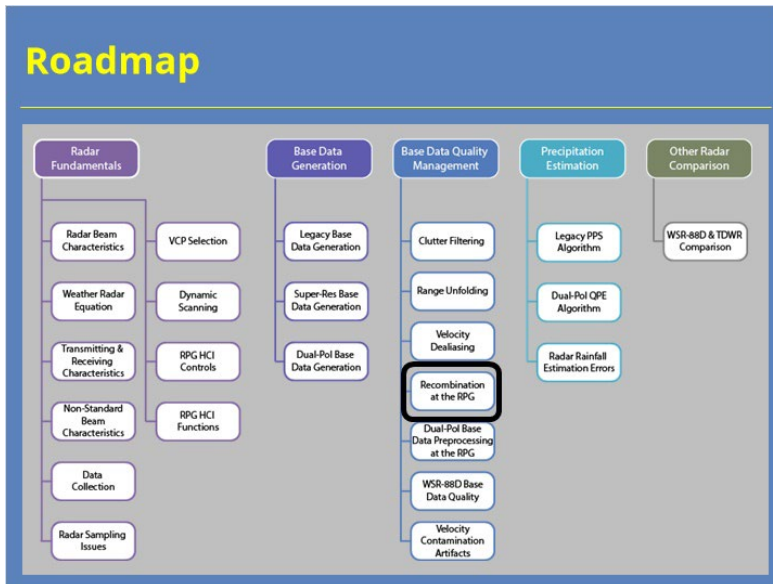 Roadmap
Radar
Fundamentals
Radar Beam
Characteristics
Weather Radar
Equation
Transmitting &
Receiving
Characteristics
Non-Standard
Beam
Characteristics
Data
Collection
Radar Sampling
Issues
VCP Selection
Dynamic
Scanning
RPG HCI
Controls
RPG HCI
Functions
Base Data
Generation
Legacy Base
Data Generation
Super-Res Base
Data Generation
Dual-Pol Base
Data Generation
Base Data Quality
Management
Clutter Filtering
Range Unfolding
Velocity
Dealiasing
Recombination
at the RPG
Dual-Pol Base
Data Preprocessing
at the RPG
WSR-88D Base
Data Quality
Velocity
Contamination
Artifacts
Precipitation
Estimation
Legacy PPS
Algorithm
Dual-Pol QPE
Algorithm
Radar Rainfall
Estimation Errors
Other Radar
Comparison
WSR-88D & TDWR
Comparison